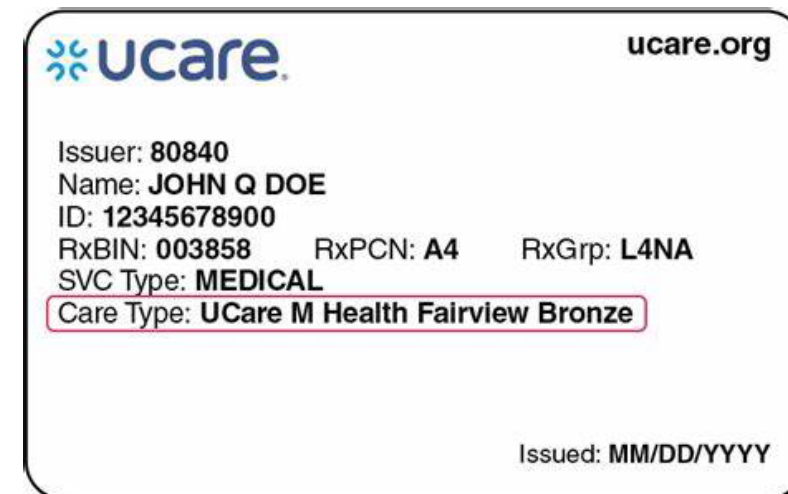 ucare®
ucare.org
Issuer: 80840
Name: JOHN Q DOE
ID: 12345678900
RxBIN: 003858 RxPCN: A4 RxGrp: L4NA
SVC Type: MEDICAL
Care Type: UCare M Health Fairview Bronze
Issued: MM/DD/YYYY